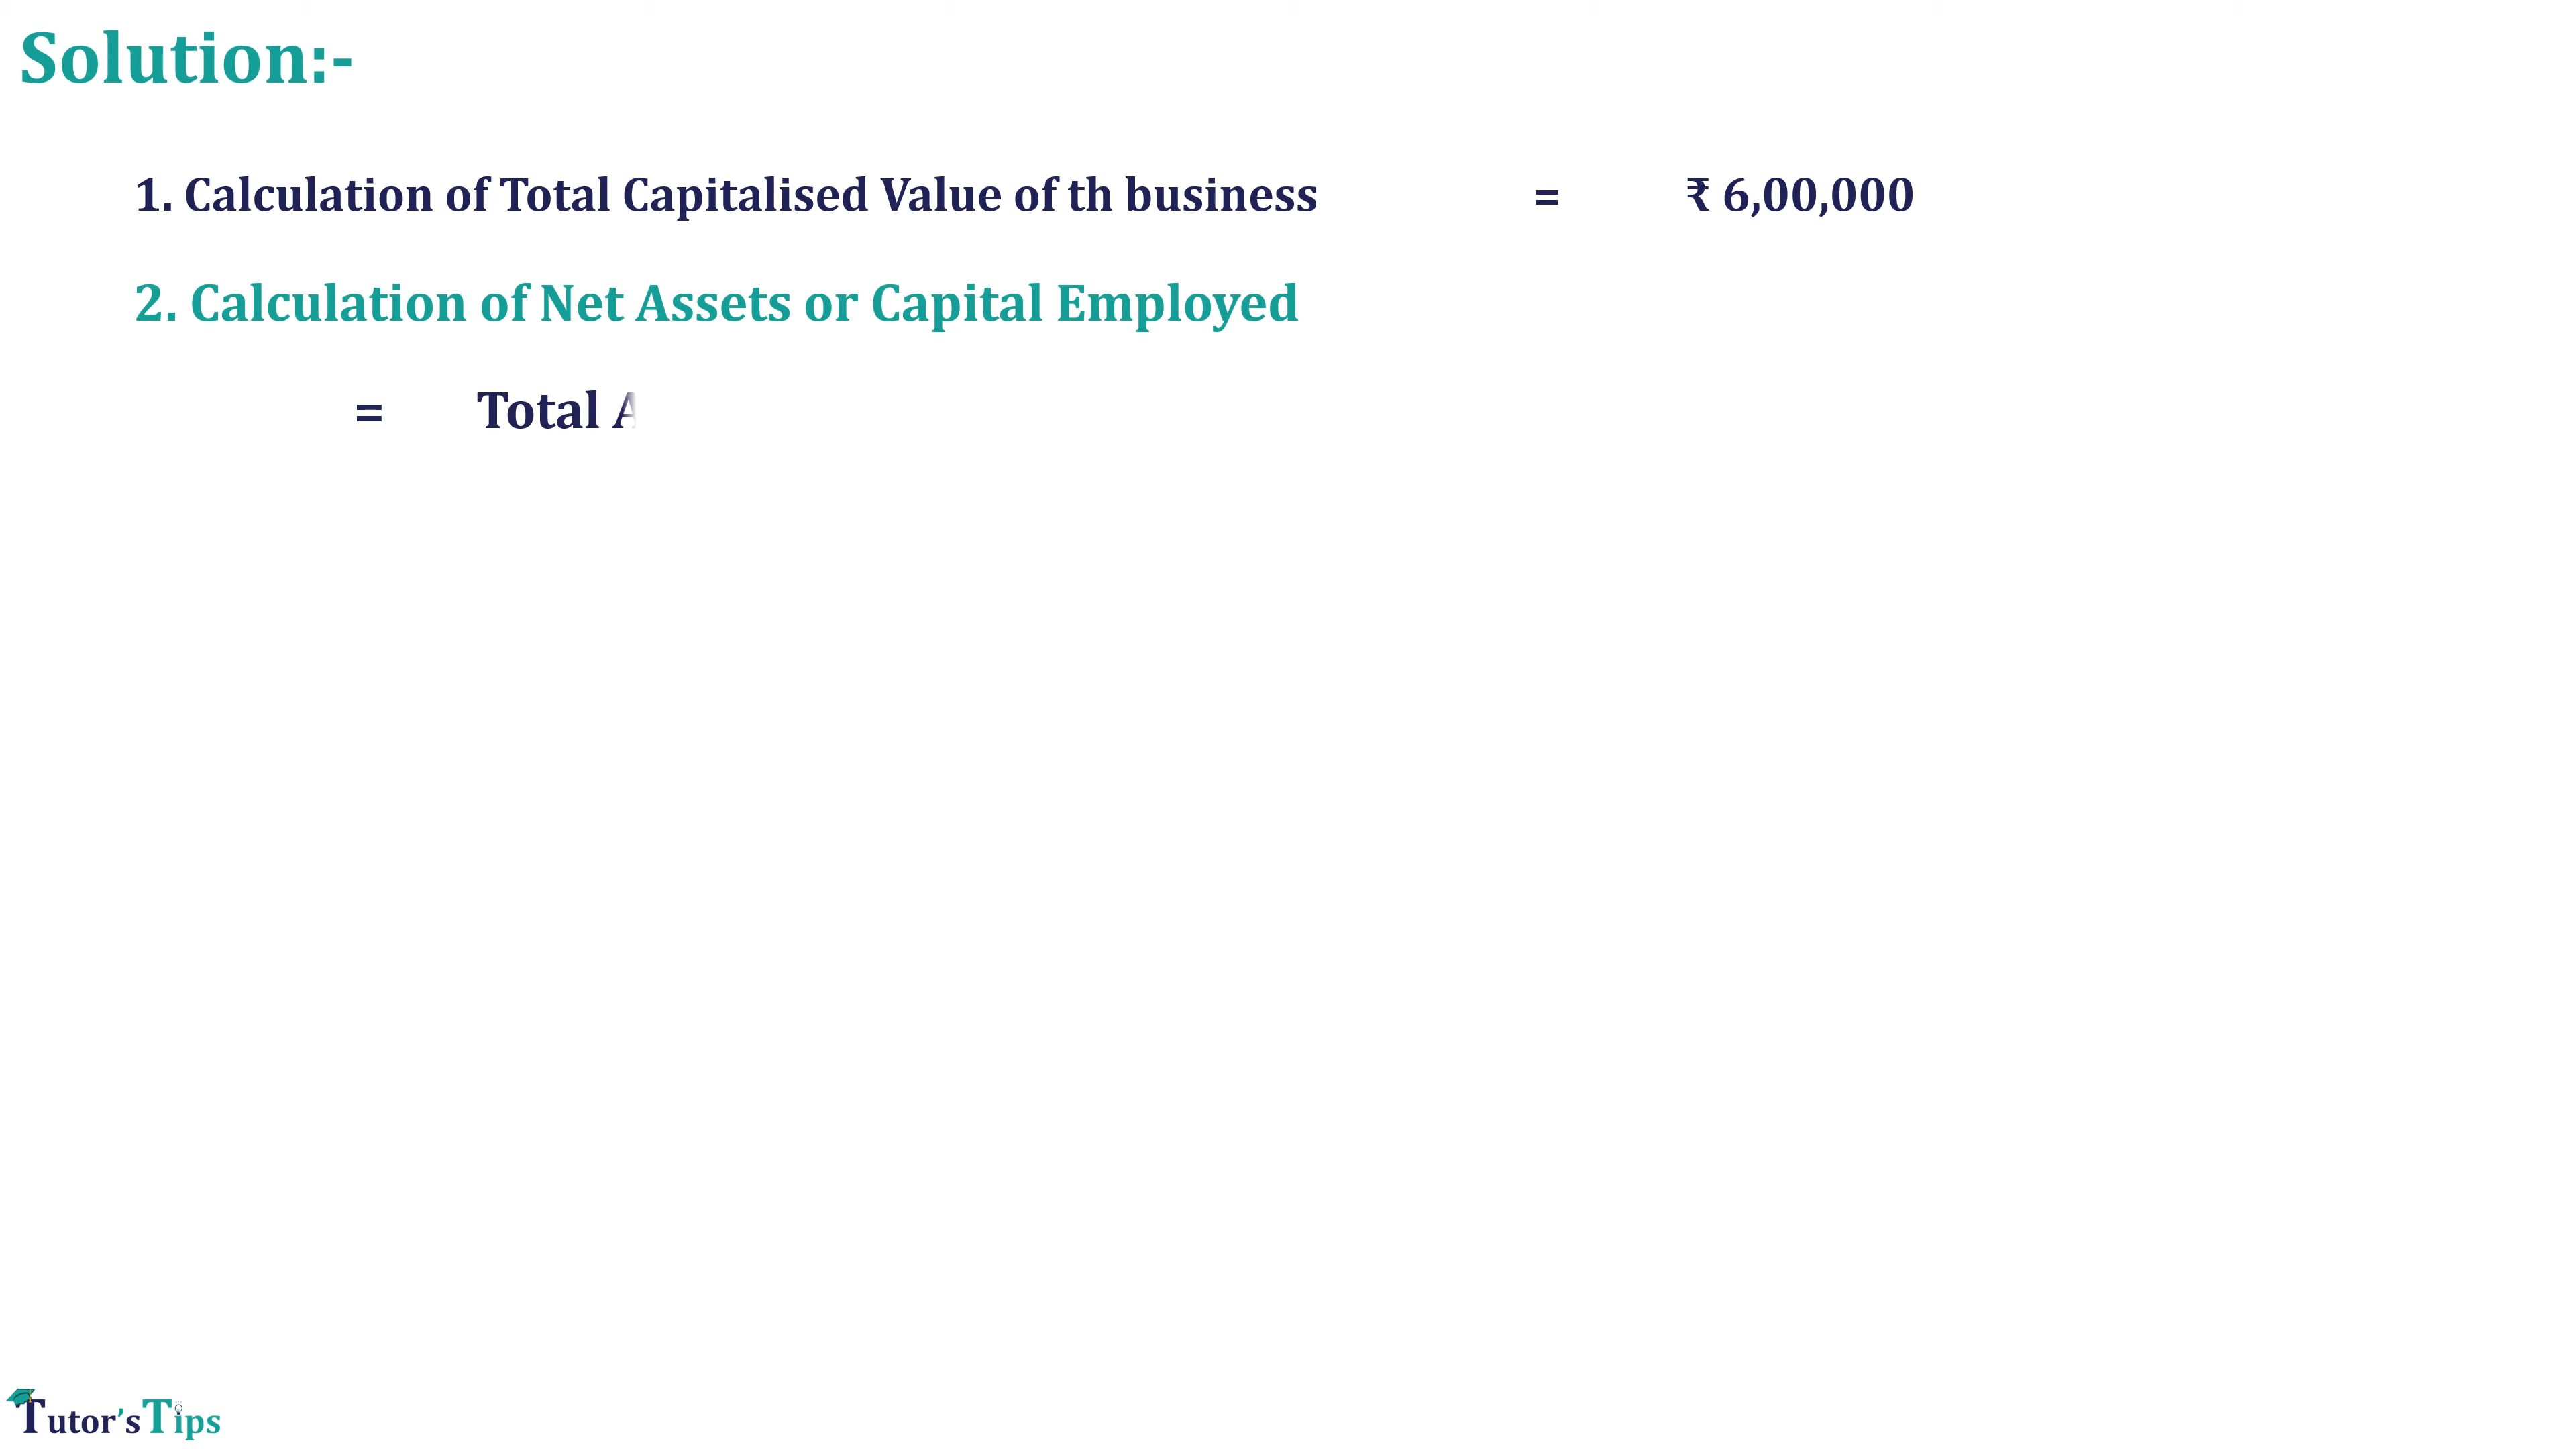 Solution:-
1. Calculation of Total Capitalised Value of th business = ₹ 6,00,000
2. Calculation of Net Assets or Capital Employed
= Total A
Tutor’sTips